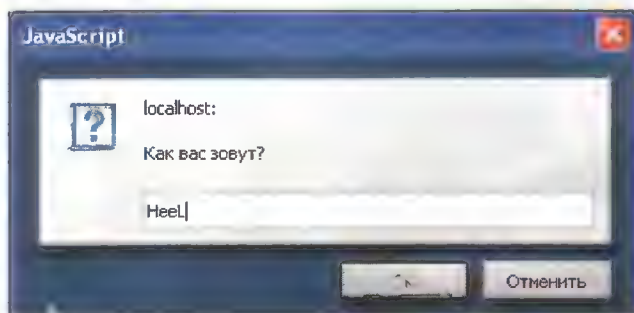 JavaScript
localhost:
Как вас зовут?
HeeL
Отменить